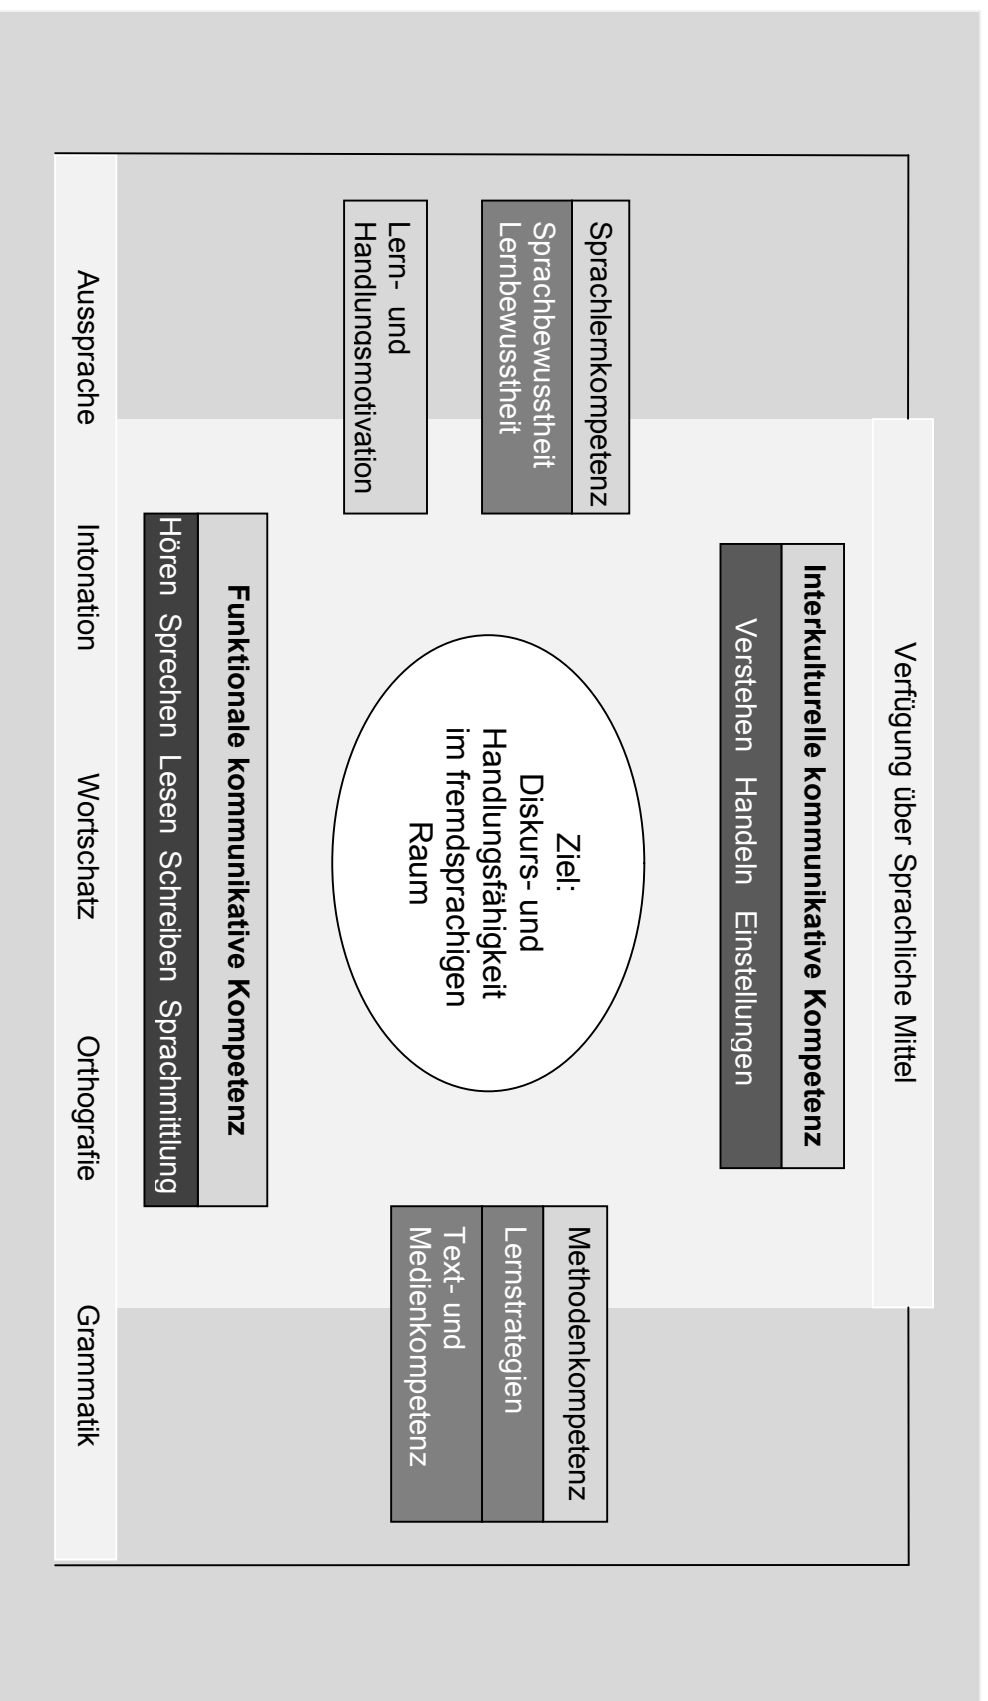 Verfügung über Sprachliche Mittel
Interkulturelle kommunikative Kompetenz
Verstehen Handeln Einstellungen
Sprachlernkompetenz
Sprachbewusstheit
Lernbewusstheit
Lern- und
Handlungsmotivation
Ziel:
Diskurs- und
Handlungsfähigkeit
im fremdsprachigen
Raum
Methodenkompetenz
Lernstrategien
Text- und
Medienkompetenz
Funktionale kommunikative Kompetenz
Hören Sprechen Lesen Schreiben Sprachmittlung
Aussprache Intonation Wortschatz Orthografie Grammatik